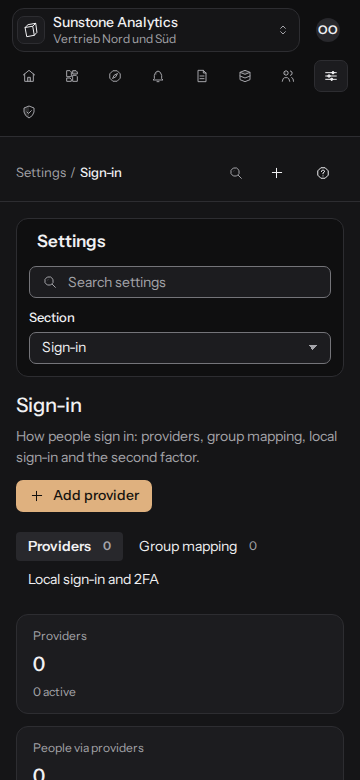 Sunstone Analytics
Vertrieb Nord und Süd
OO
Settings / Sign-in
Settings
Search settings
Section
Sign-in
Sign-in
How people sign in: providers, group mapping, local
sign-in and the second factor.
Add provider
Providers 0 Group mapping 0
Local sign-in and 2FA
Providers
0
0 active
People via providers
0